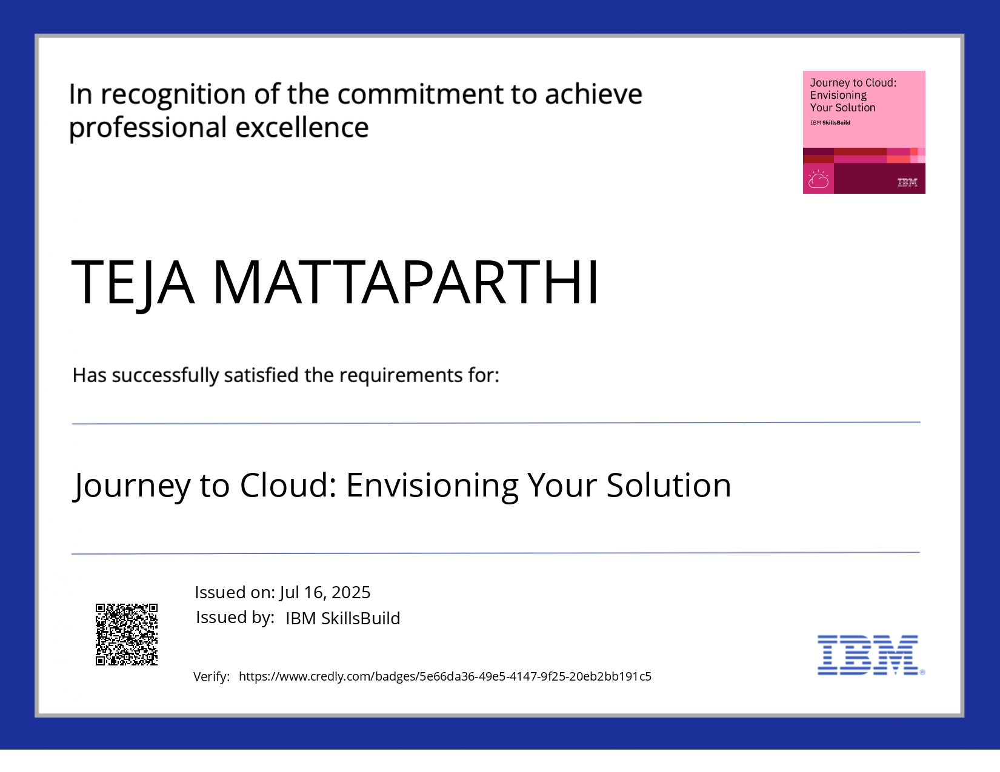 In recognition of the commitment to achieve
professional excellence
Journey to Cloud:
Envisioning
Your Solution
IBM SkillsBuild
IBM
TEJA MATTAPARTHI
Has successfully satisfied the requirements for:
Journey to Cloud: Envisioning Your Solution
Issued on: Jul 16, 2025
Issued by: IBM SkillsBuild
Verify: https://www.credly.com/badges/5e66da36-49e5-4147-9f25-20eb2bb191c5
IBM®